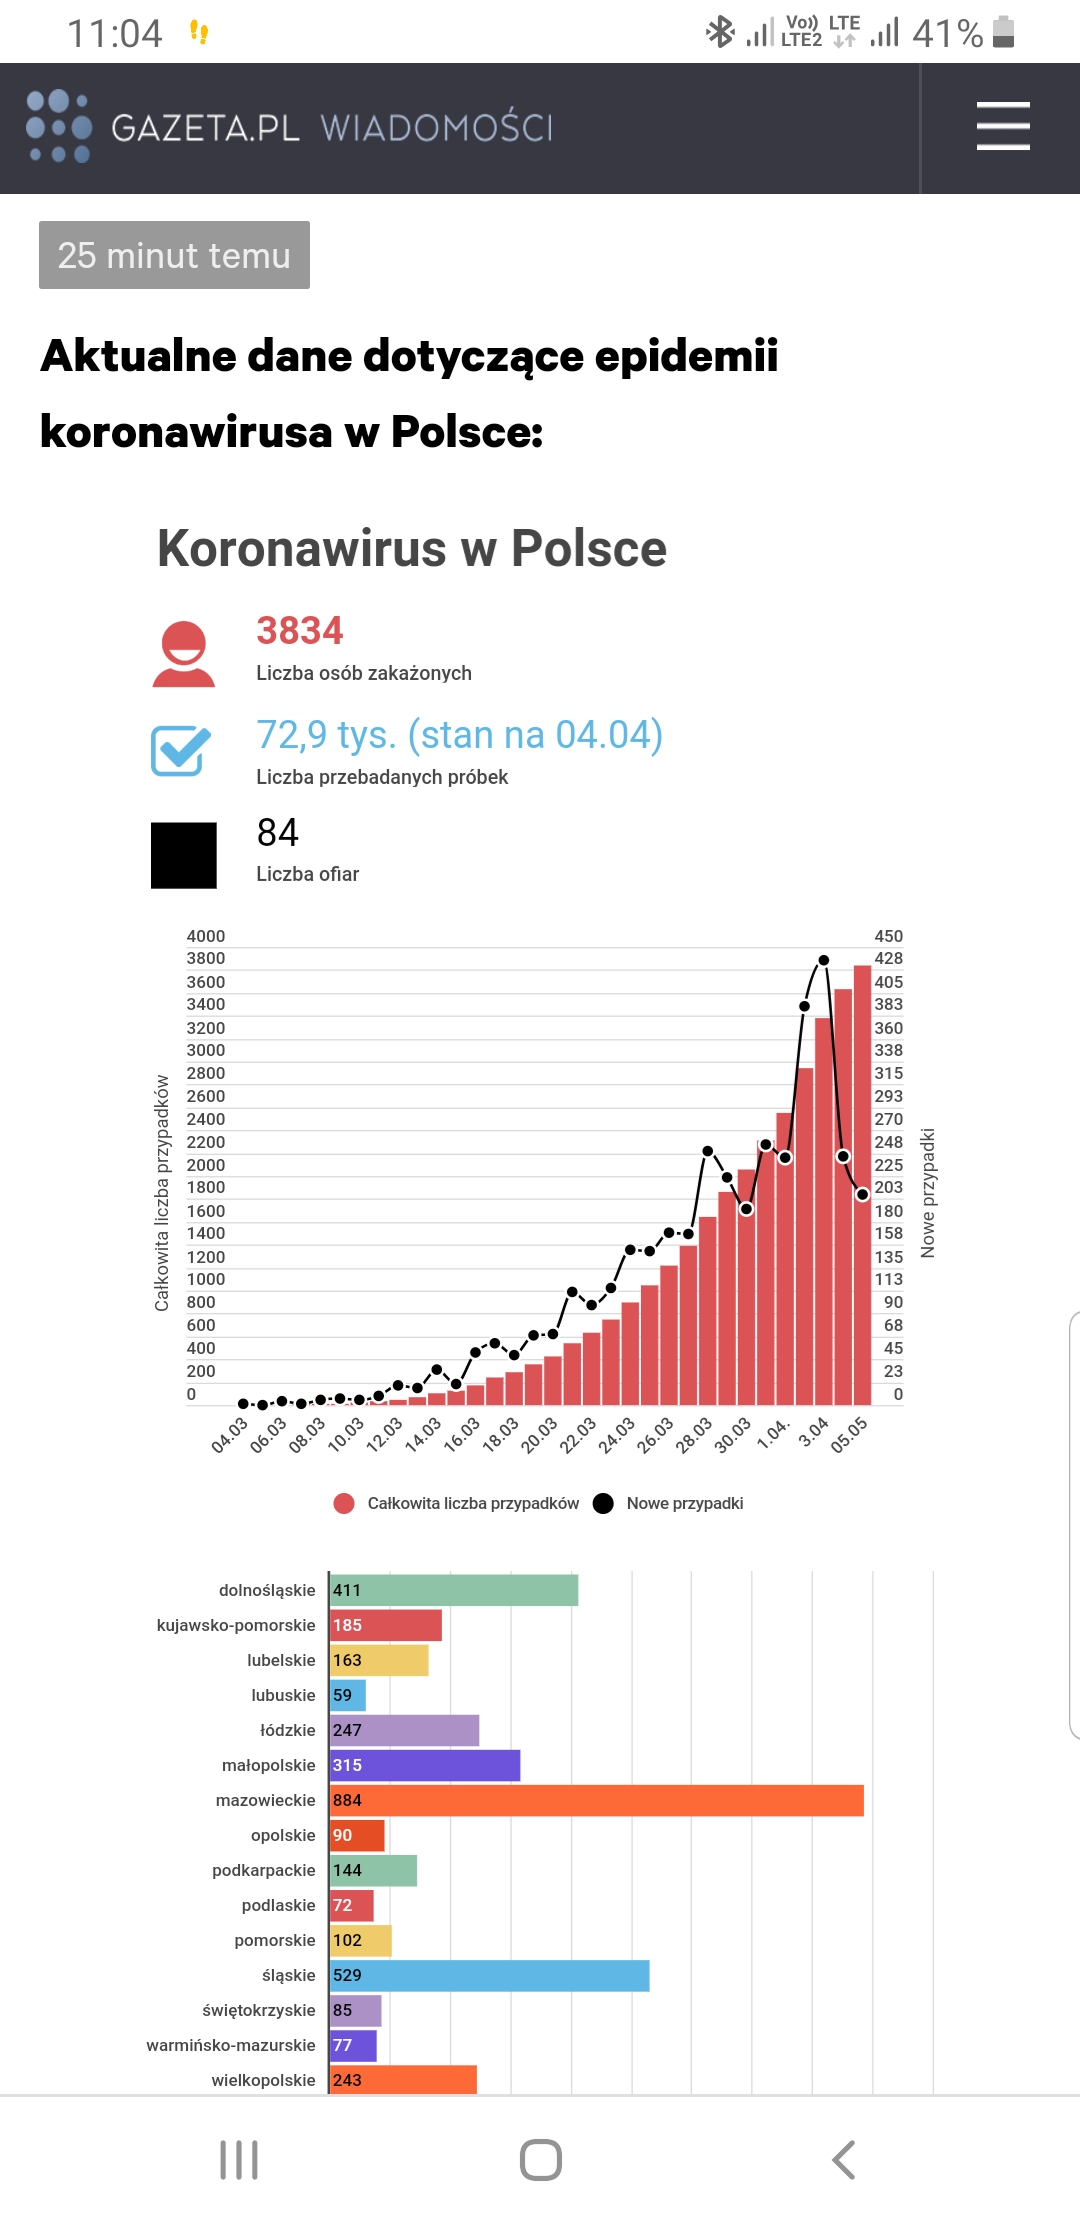 11:04
Vo)) LTE
LTE2
41%
GAZETA.PL WIADOMOŚCI
25 minut temu
Aktualne dane dotyczące epidemii
koronawirusa w Polsce:
Koronawirus w Polsce
3834
Liczba osób zakażonych
72,9 tys. (stan na 04.04)
Liczba przebadanych próbek
84
Liczba ofiar
4000 450
3800 428
3600 405
3400 383
3200 360
3000 338
2800 315
2600 293
2400 270
2200 248
2000 225
1800 203
1600 180
1400 158
1200 135
1000 113
800 90
600 68
400 45
200 23
0 0
Całkowita liczba przypadków
Nowe przypadki
04.03 06.03 08.03 10.03 12.03 14.03 16.03 18.03 20.03 22.03 24.03 26.03 28.03 30.03 1.04. 3.04 05.05
Całkowita liczba przypadków Nowe przypadki
dolnośląskie 411
kujawsko-pomorskie 185
lubelskie 163
lubuskie 59
łódzkie 247
małopolskie 315
mazowieckie 884
opolskie 90
podkarpackie 144
podlaskie 72
pomorskie 102
śląskie 529
świętokrzyskie 85
warmińsko-mazurskie 77
wielkopolskie 243